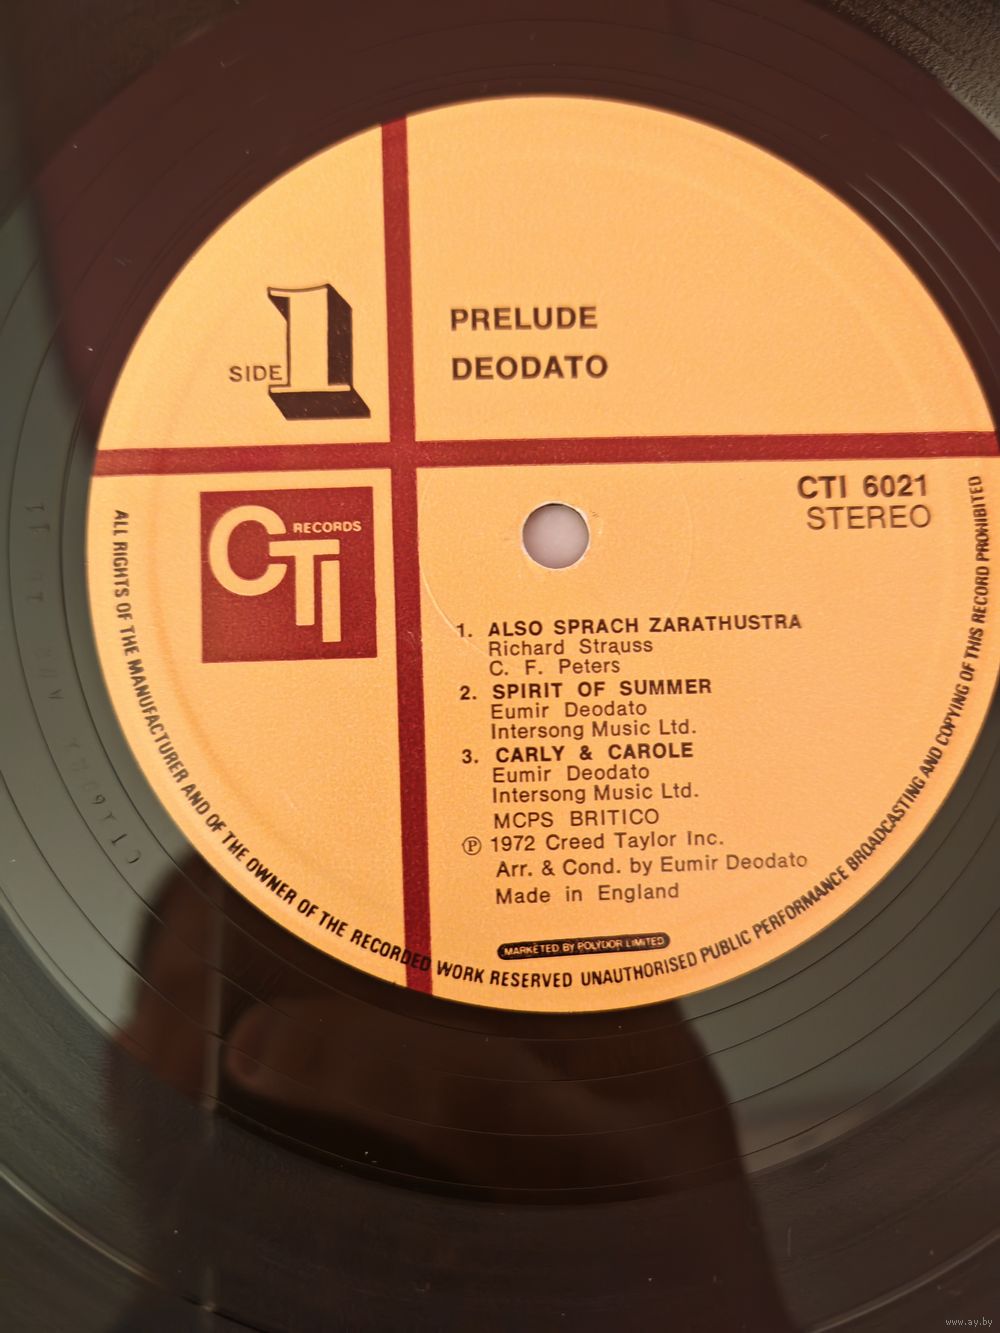 SIDE 1
PRELUDE
DEODATO
CTI 6021
STEREO
CTI RECORDS
1. ALSO SPRACH ZARATHUSTRA
Richard Strauss
C. F. Peters
2. SPIRIT OF SUMMER
Eumir Deodato
Intersong Music Ltd.
3. CARLY & CAROLE
Eumir Deodato
Intersong Music Ltd.
MCPS BRITICO
℗ 1972 Creed Taylor Inc.
Arr. & Cond. by Eumir Deodato
Made in England
MARKETED BY POLYDOR LIMITED
ALL RIGHTS OF THE MANUFACTURER AND OF THE OWNER OF THE RECORDED WORK RESERVED UNAUTHORISED PUBLIC PERFORMANCE BROADCASTING AND COPYING OF THIS RECORD PROHIBITED
www.ay.by